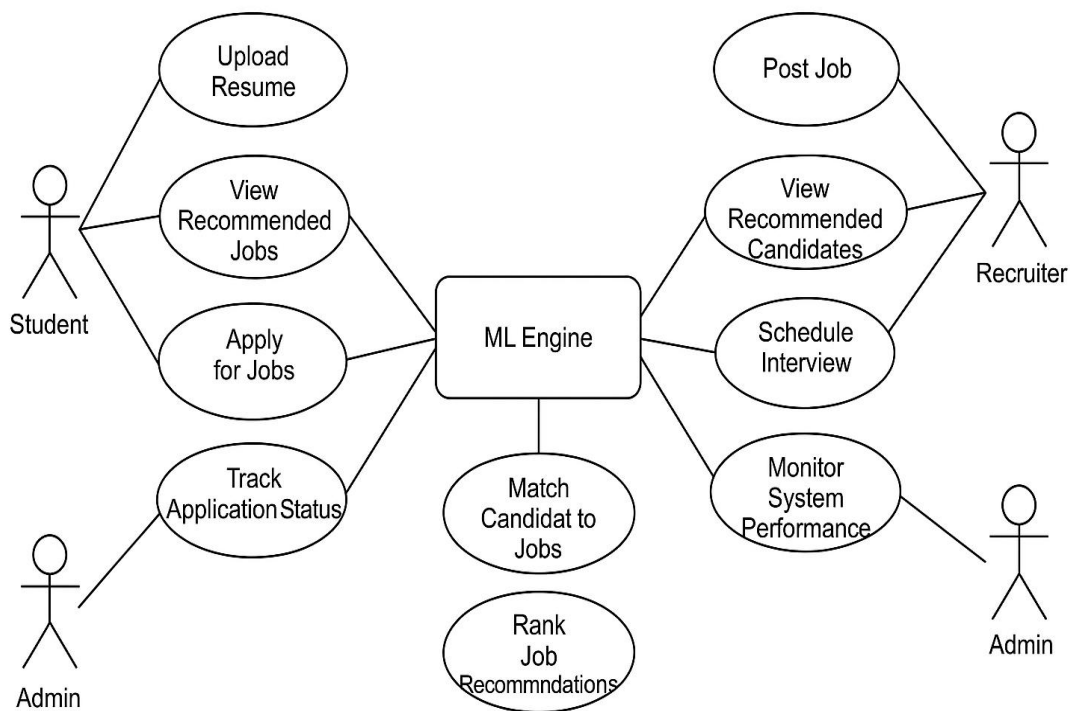 Upload
Resume
Post Job
View
Recommended
Jobs
View
Recommended
Candidates
Student
Recruiter
Apply
for Jobs
ML Engine
Schedule
Interview
Track
Application Status
Match
Candidat to
Jobs
Monitor
System
Performance
Admin
Rank
Job
Recommndations
Admin